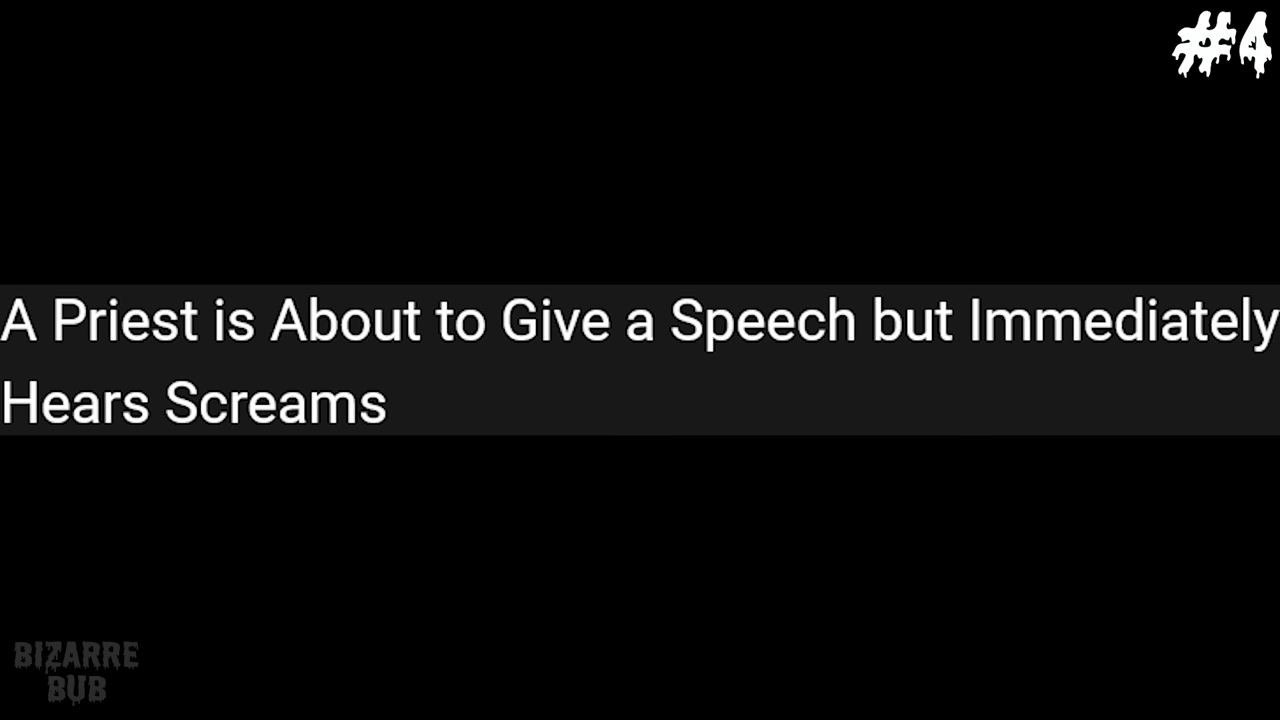 #4
A Priest is About to Give a Speech but Immediately
Hears Screams
BIZARRE
BUB